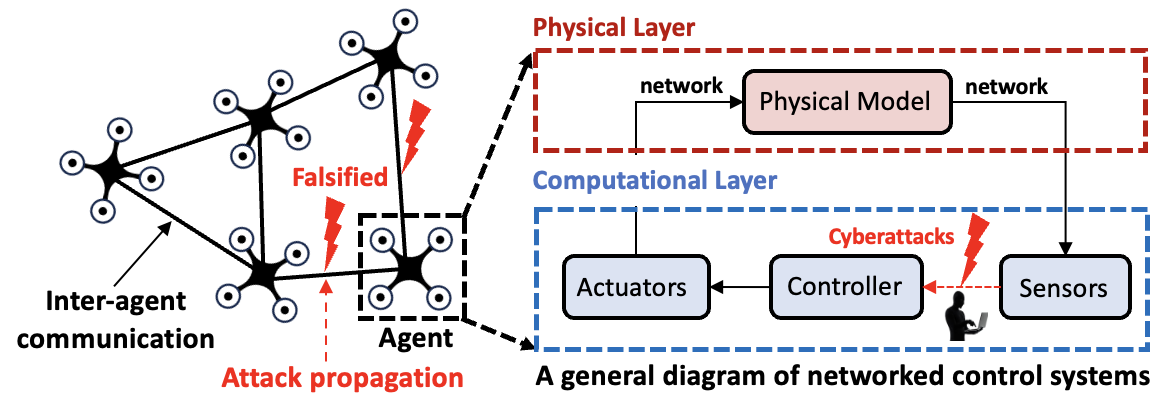 Physical Layer
network
Physical Model
network
Computational Layer
Falsified
Cyberattacks
Actuators
Controller
Sensors
Inter-agent
communication
Agent
Attack propagation
A general diagram of networked control systems